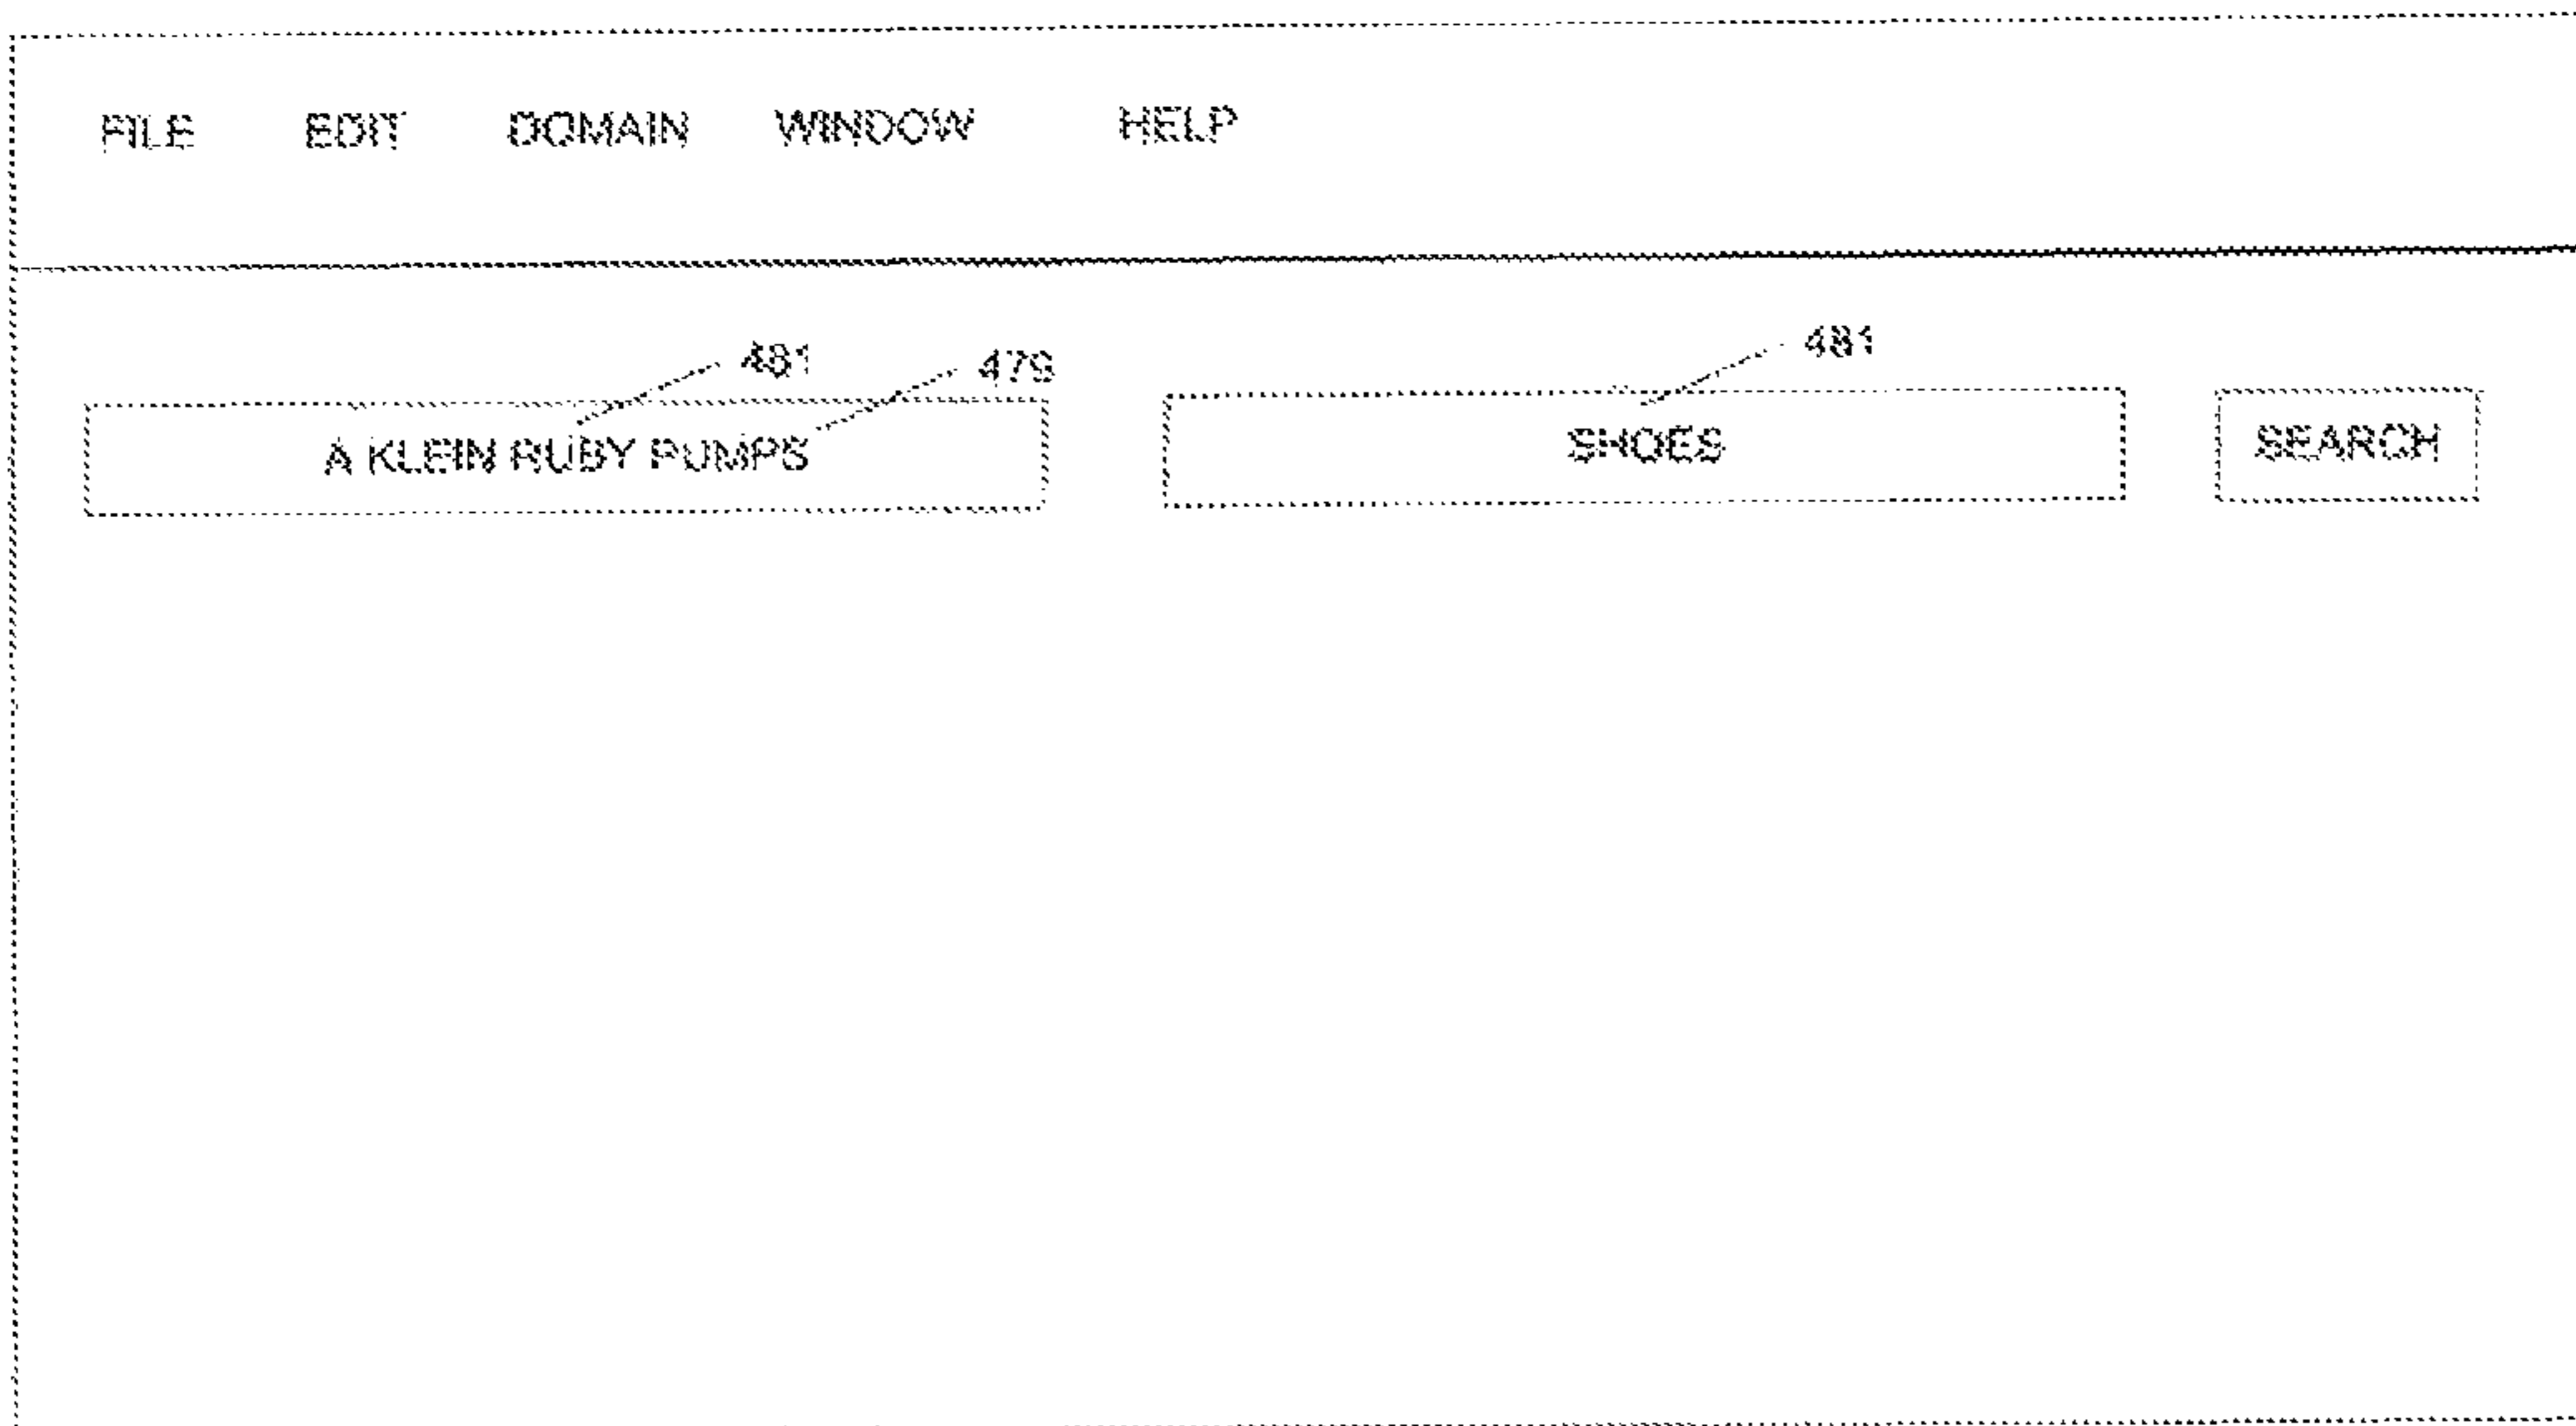 FILE EDIT DOMAIN WINDOW HELP
481 479 481
A KLEIN RUBY PUMPS SHOES SEARCH